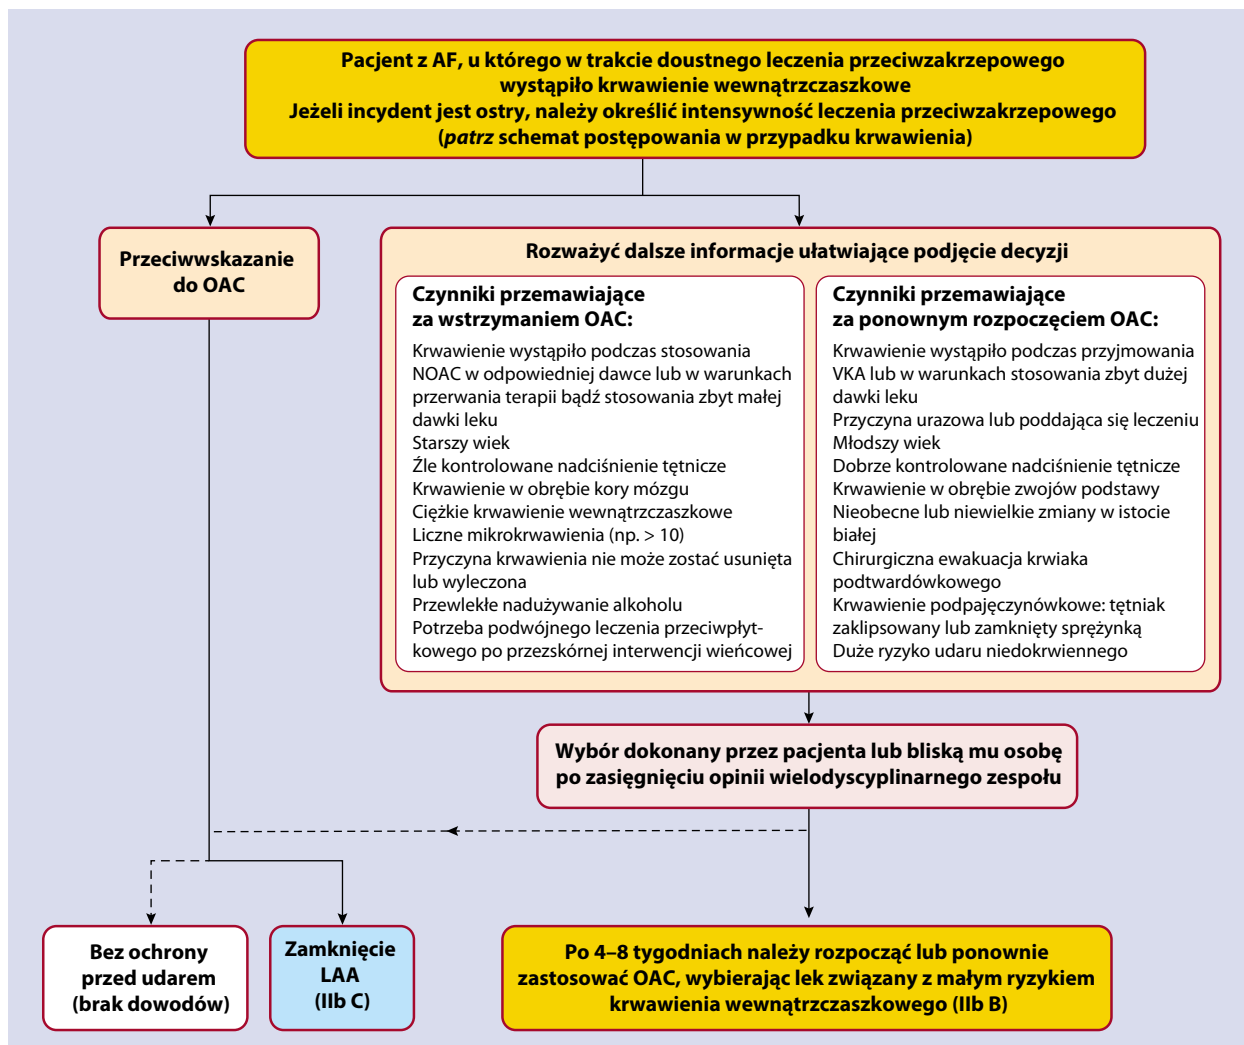 Pacjent z AF, u którego w trakcie doustnego leczenia przeciwzakrzepowego
wystąpiło krwawienie wewnątrzczaszkowe
Jeżeli incydent jest ostry, należy określić intensywność leczenia przeciwzakrzepowego
(patrz schemat postępowania w przypadku krwawienia)
Przeciwwskazanie
do OAC
Rozważyć dalsze informacje ułatwiające podjęcie decyzji
Czynniki przemawiające
za wstrzymaniem OAC:
Krwawienie wystąpiło podczas stosowania
NOAC w odpowiedniej dawce lub w warunkach
przerwania terapii bądź stosowania zbyt małej
dawki leku
Starszy wiek
Źle kontrolowane nadciśnienie tętnicze
Krwawienie w obrębie kory mózgu
Ciężkie krwawienie wewnątrzczaszkowe
Liczne mikrokrwawienia (np. > 10)
Przyczyna krwawienia nie może zostać usunięta
lub wyleczona
Przewlekłe nadużywanie alkoholu
Potrzeba podwójnego leczenia przeciwpłyt-
kowego po przezskórnej interwencji wieńcowej
Czynniki przemawiające
za ponownym rozpoczęciem OAC:
Krwawienie wystąpiło podczas przyjmowania
VKA lub w warunkach stosowania zbyt dużej
dawki leku
Przyczyna urazowa lub poddająca się leczeniu
Młodszy wiek
Dobrze kontrolowane nadciśnienie tętnicze
Krwawienie w obrębie zwojów podstawy
Nieobecne lub niewielkie zmiany w istocie
białej
Chirurgiczna ewakuacja krwiaka
podtwardówkowego
Krwawienie podpajęczynówkowe: tętniak
zaklipsowany lub zamknięty sprężynką
Duże ryzyko udaru niedokrwiennego
Wybór dokonany przez pacjenta lub bliską mu osobę
po zasięgnięciu opinii wielodyscyplinarnego zespołu
Bez ochrony
przed udarem
(brak dowodów)
Zamknięcie
LAA
(IIb C)
Po 4–8 tygodniach należy rozpocząć lub ponownie
zastosować OAC, wybierając lek związany z małym ryzykiem
krwawienia wewnątrzczaszkowego (IIb B)